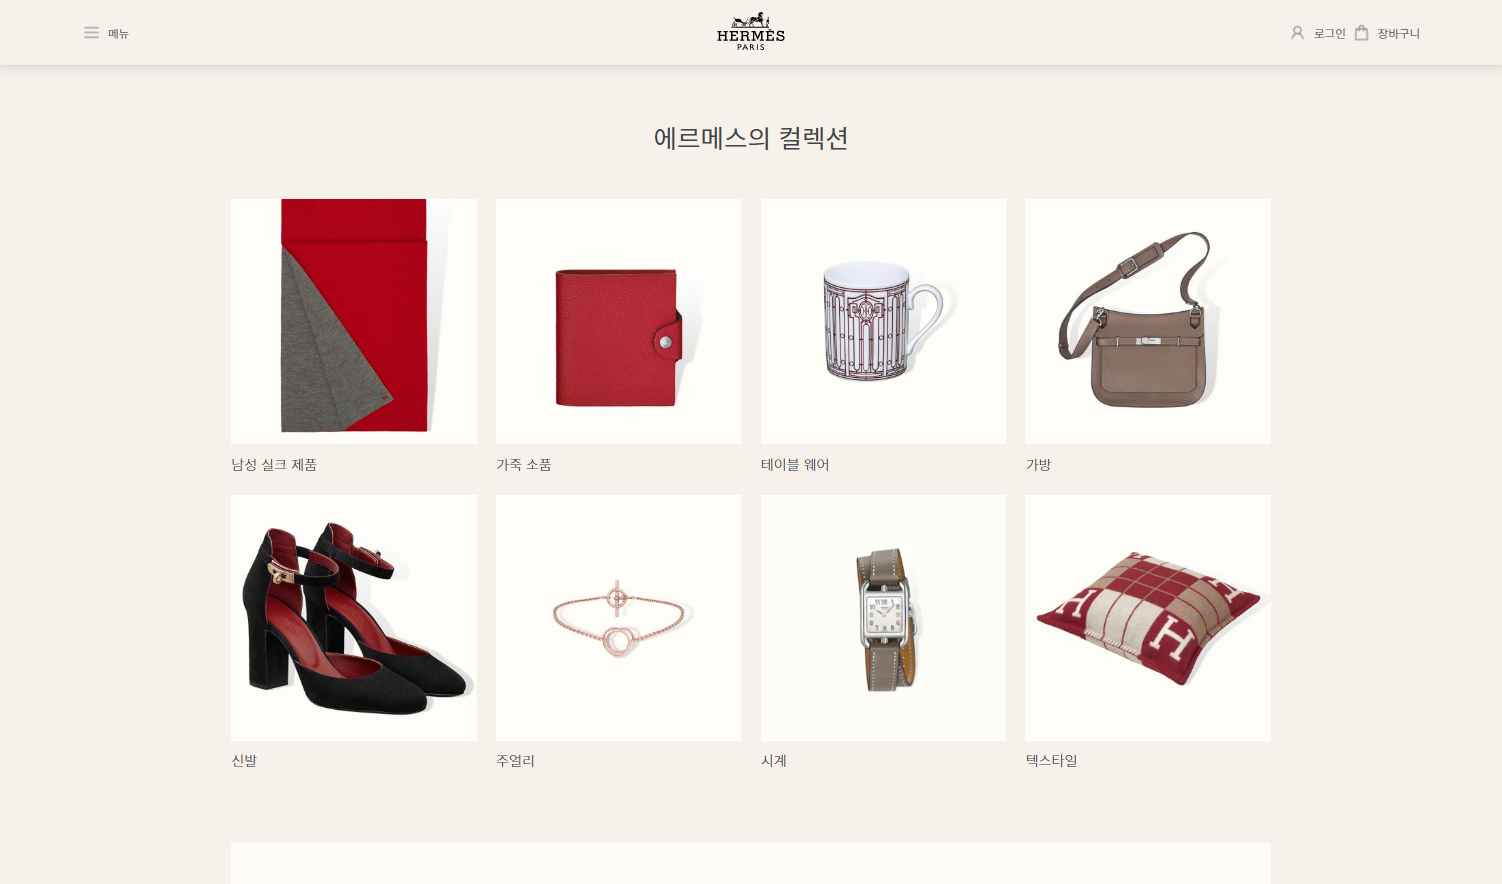 메뉴
HERMÈS
PARIS
로그인
장바구니
에르메스의 컬렉션
남성 실크 제품
가죽 소품
테이블 웨어
가방
H
H
H
신발
주얼리
시계
텍스타일